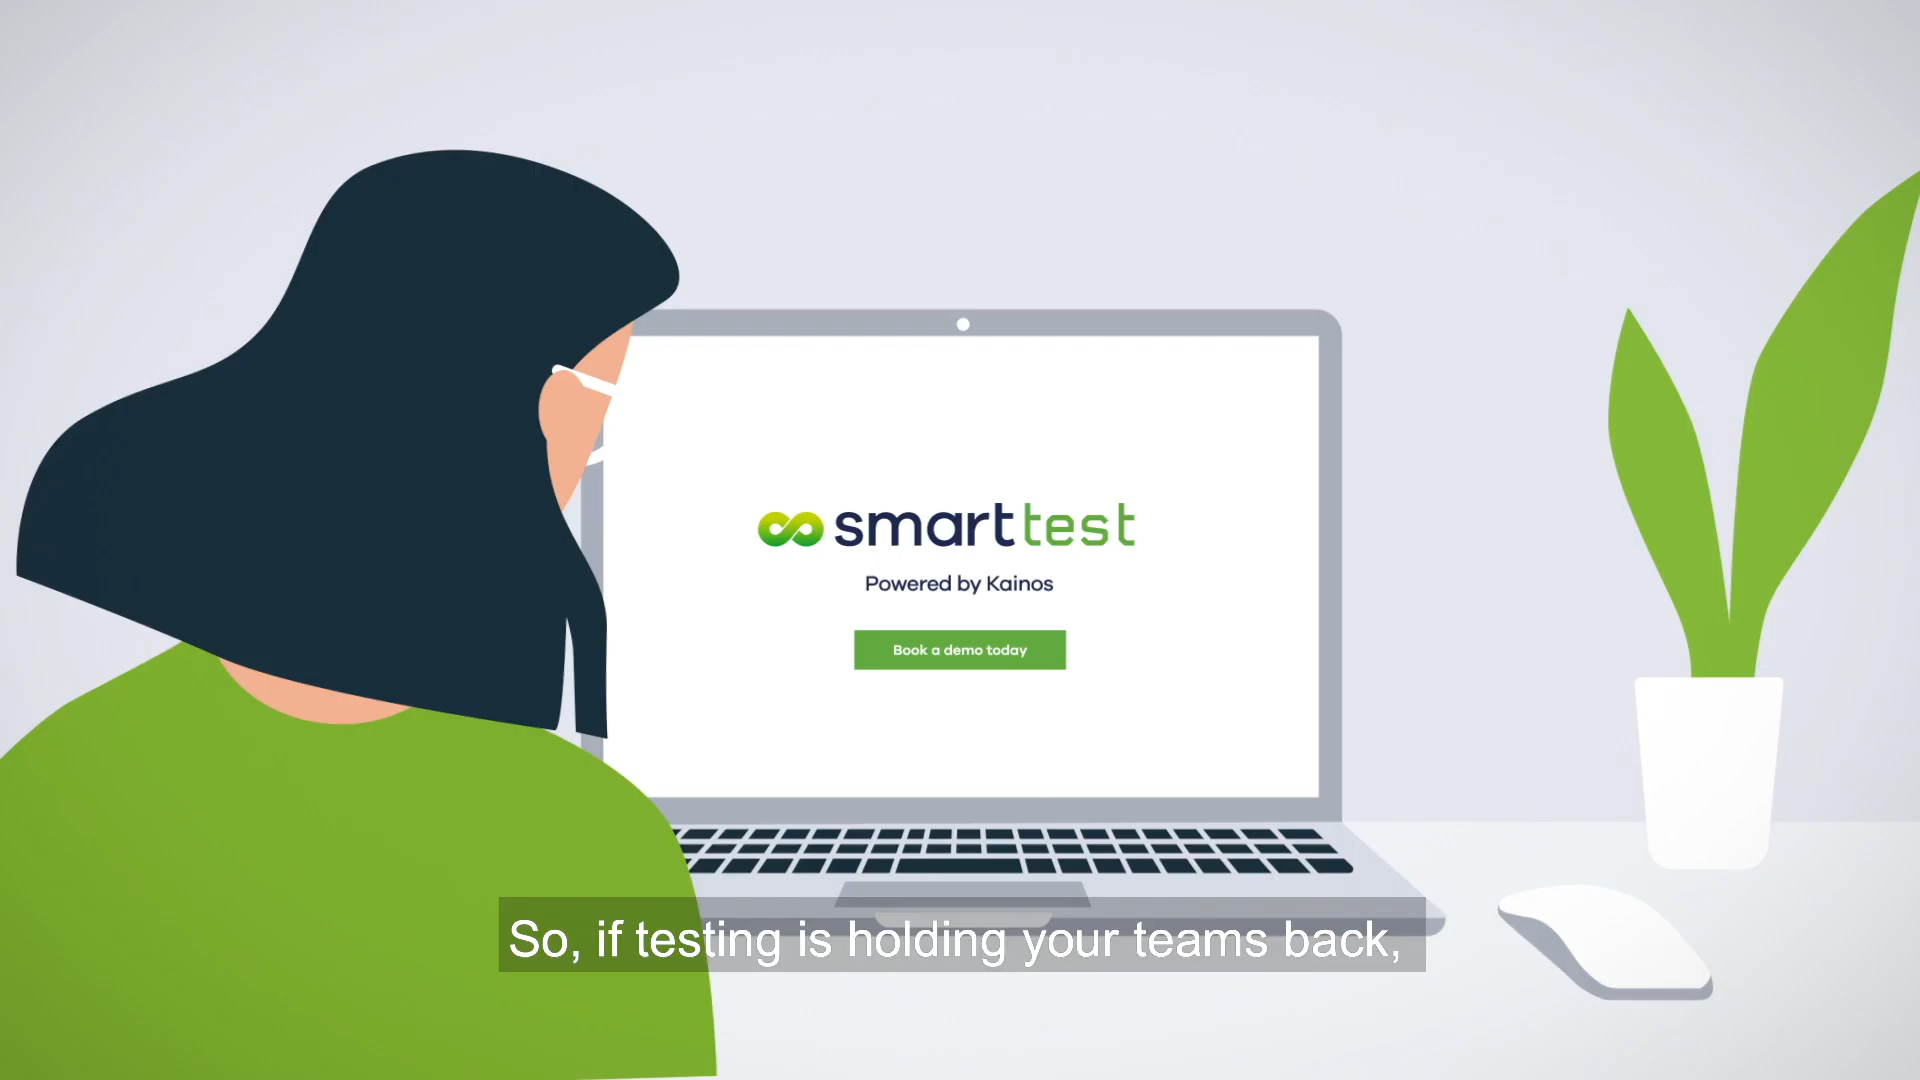 smarttest
Powered by Kainos
Book a demo today
So, if testing is holding your teams back,